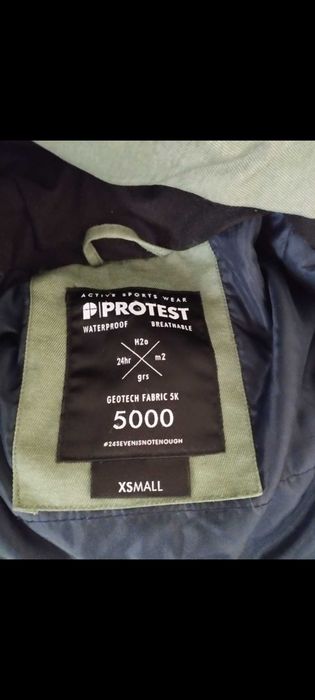 ACTIVE SPORTS WEAR
PROTEST
WATERPROOF BREATHABLE
H2o
24hr m2
grs
GEOTECH FABRIC 5K
5000
#24SEVENISNOTENOUGH
XSMALL